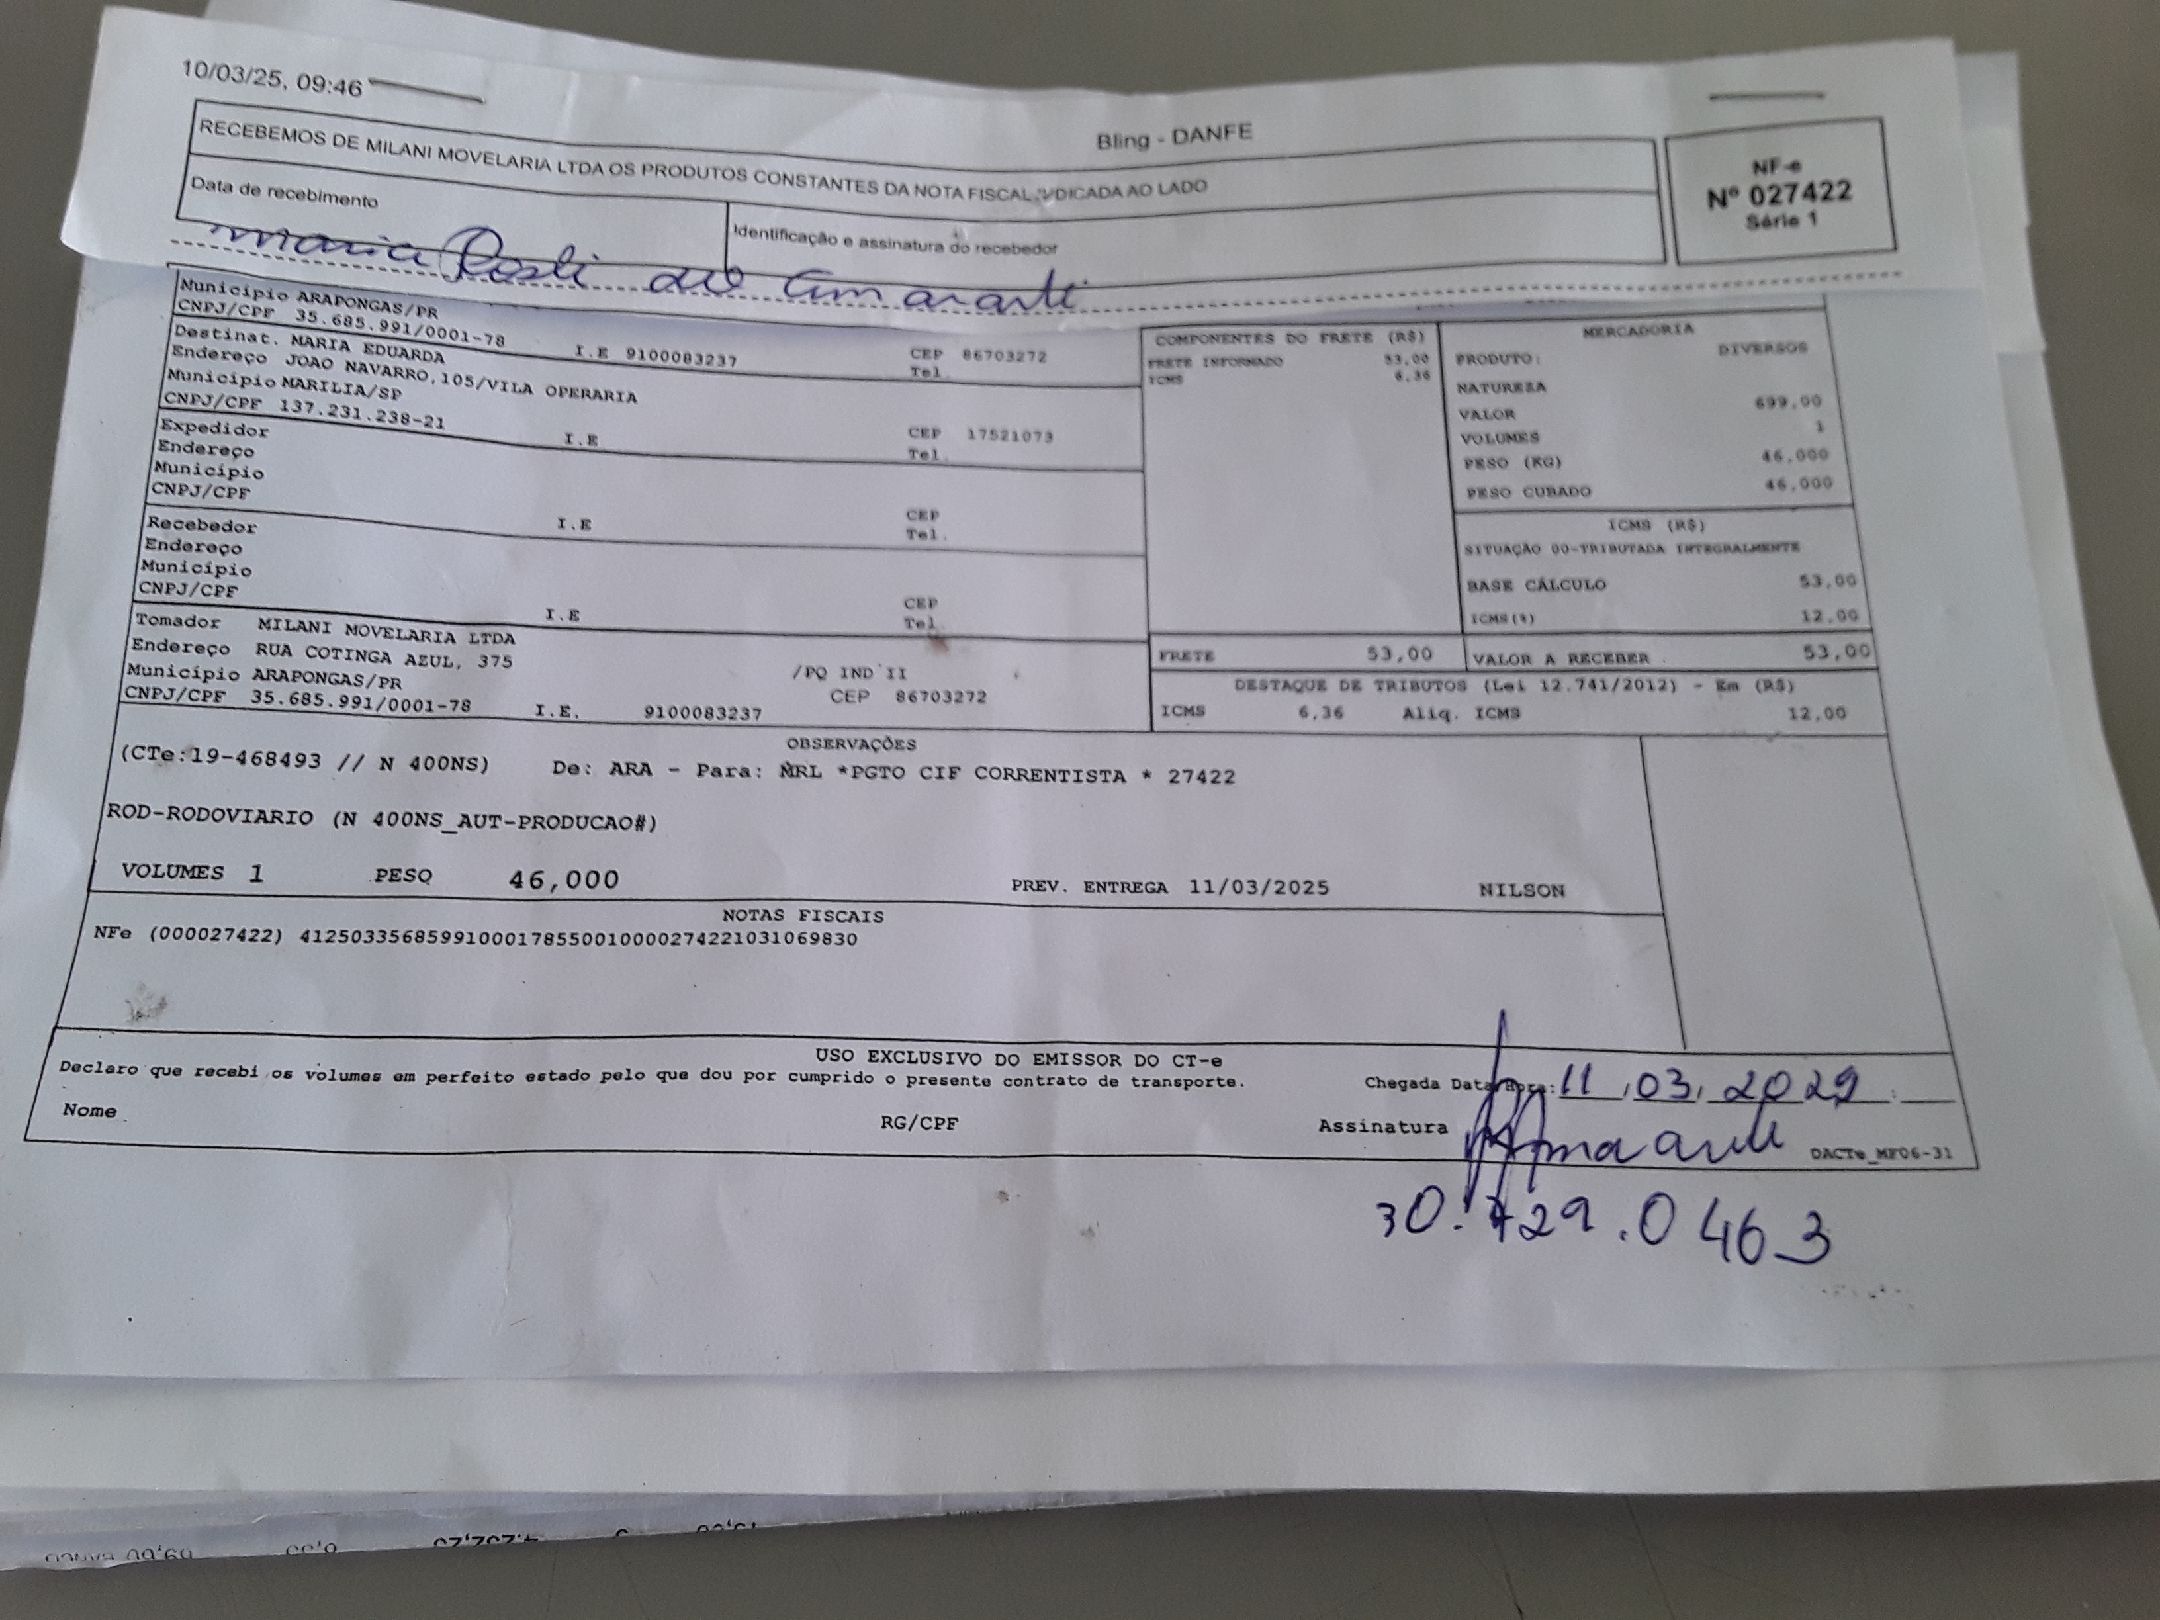 10/03/25, 09:46
Bling - DANFE
RECEBEMOS DE MILANI MOVELARIA LTDA OS PRODUTOS CONSTANTES DA NOTA FISCAL INDICADA AO LADO
NF-e
Nº 027422
Série 1
Data de recebimento
Identificação e assinatura do recebedor
Maria Rosli de Amarante
Município ARAPONGAS/PR
CNPJ/CPF 35.685.991/0001-78 I.E 9100083237 CEP 86703272
Tel.
Destinat. MARIA EDUARDA
Endereço JOAO NAVARRO,105/VILA OPERARIA
Município MARILIA/SP CEP 17521073
CNPJ/CPF 137.231.238-21 I.E Tel.
Expedidor
Endereço
Município CEP
CNPJ/CPF I.E Tel.
Recebedor
Endereço
Município CEP
CNPJ/CPF I.E Tel.
Tomador MILANI MOVELARIA LTDA
Endereço RUA COTINGA AZUL, 375 /PQ IND II
Município ARAPONGAS/PR CEP 86703272
CNPJ/CPF 35.685.991/0001-78 I.E. 9100083237
COMPONENTES DO FRETE (R$)
FRETE INFORMADO 53,00
ICMS 6,36
MERCADORIA
PRODUTO: DIVERSOS
NATUREZA
VALOR 699,00
VOLUMES 1
PESO (KG) 46,000
PESO CUBADO 46,000
ICMS (R$)
SITUAÇÃO 00-TRIBUTADA INTEGRALMENTE
BASE CÁLCULO 53,00
ICMS(%) 12,00
FRETE 53,00 VALOR A RECEBER 53,00
DESTAQUE DE TRIBUTOS (Lei 12.741/2012) - Em (R$)
ICMS 6,36 Aliq. ICMS 12,00
OBSERVAÇÕES
(CTe:19-468493 // N 400NS) De: ARA - Para: MRL *PGTO CIF CORRENTISTA * 27422
ROD-RODOVIARIO (N 400NS_AUT-PRODUCAO#)
VOLUMES 1 PESO 46,000 PREV. ENTREGA 11/03/2025 NILSON
NOTAS FISCAIS
NFe (000027422) 41250335685991000178550010000274221031069830
USO EXCLUSIVO DO EMISSOR DO CT-e
Declaro que recebi os volumes em perfeito estado pelo que dou por cumprido o presente contrato de transporte.
Chegada Data/Hora: 11 03 2029
Nome RG/CPF Assinatura Amarante
DACTe_MF06-31
30.729.046 3